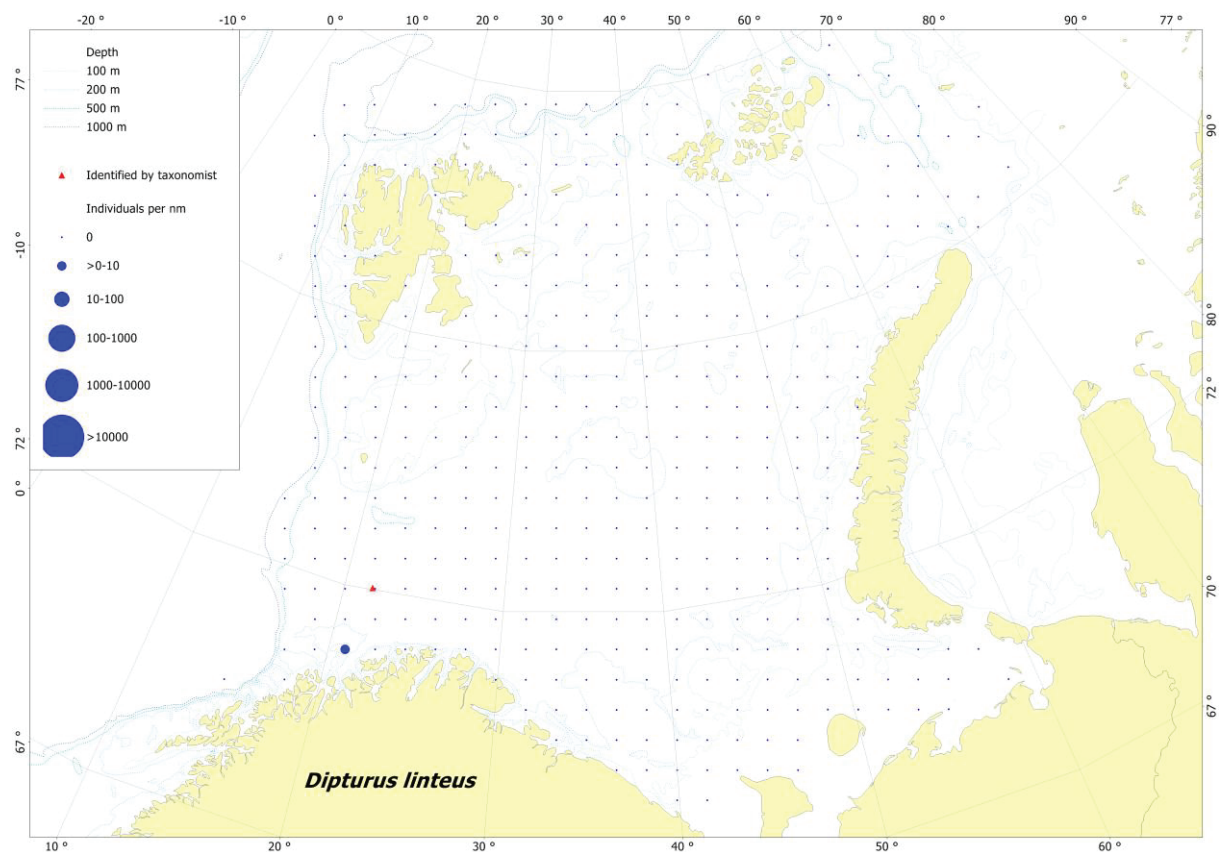 -20 ° -10 ° 0 ° 10 ° 20 ° 30 ° 40 ° 50 ° 60 ° 70 ° 80 ° 90 ° 77 °
Depth
100 m
200 m
500 m
1000 m
Identified by taxonomist
Individuals per nm
0
>0-10
10-100
100-1000
1000-10000
>10000
77 °
-10 °
72 °
0 °
67 °
90 °
80 °
72 °
70 °
67 °
Dipturus linteus
10 ° 20 ° 30 ° 40 ° 50 ° 60 °